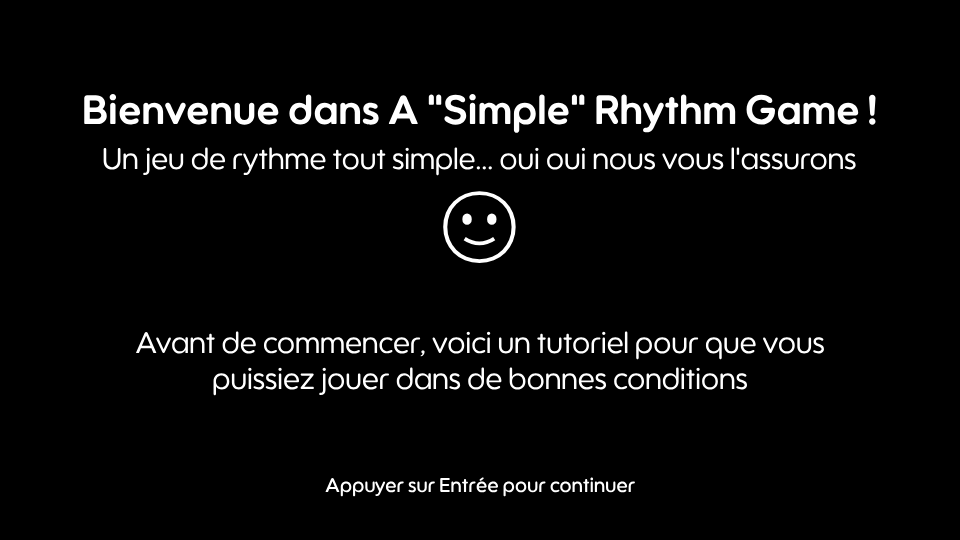 Bienvenue dans A "Simple" Rhythm Game !
Un jeu de rythme tout simple... oui oui nous vous l'assurons
Avant de commencer, voici un tutoriel pour que vous
puissiez jouer dans de bonnes conditions
Appuyer sur Entrée pour continuer